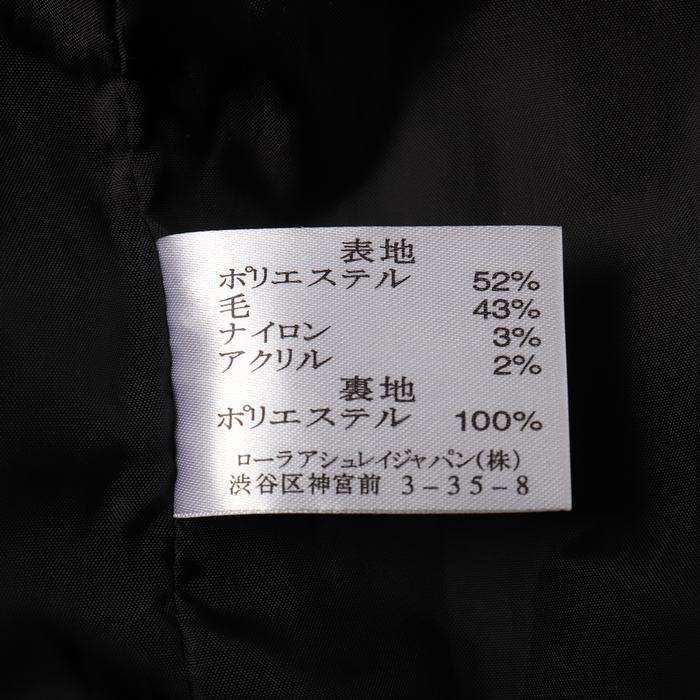 表地
ポリエステル 52%
毛 43%
ナイロン 3%
アクリル 2%
裏地
ポリエステル 100%
ローラアシュレイジャパン(株)
渋谷区神宮前 3-35-8